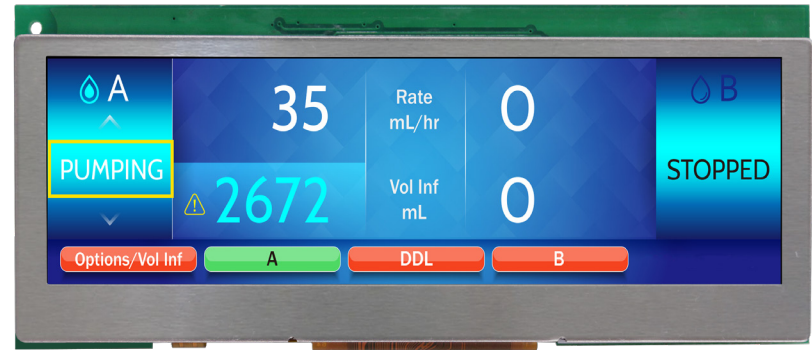 A
PUMPING
35
2672
Rate
mL/hr
Vol Inf
mL
0
0
B
STOPPED
Options/Vol Inf
A
DDL
B